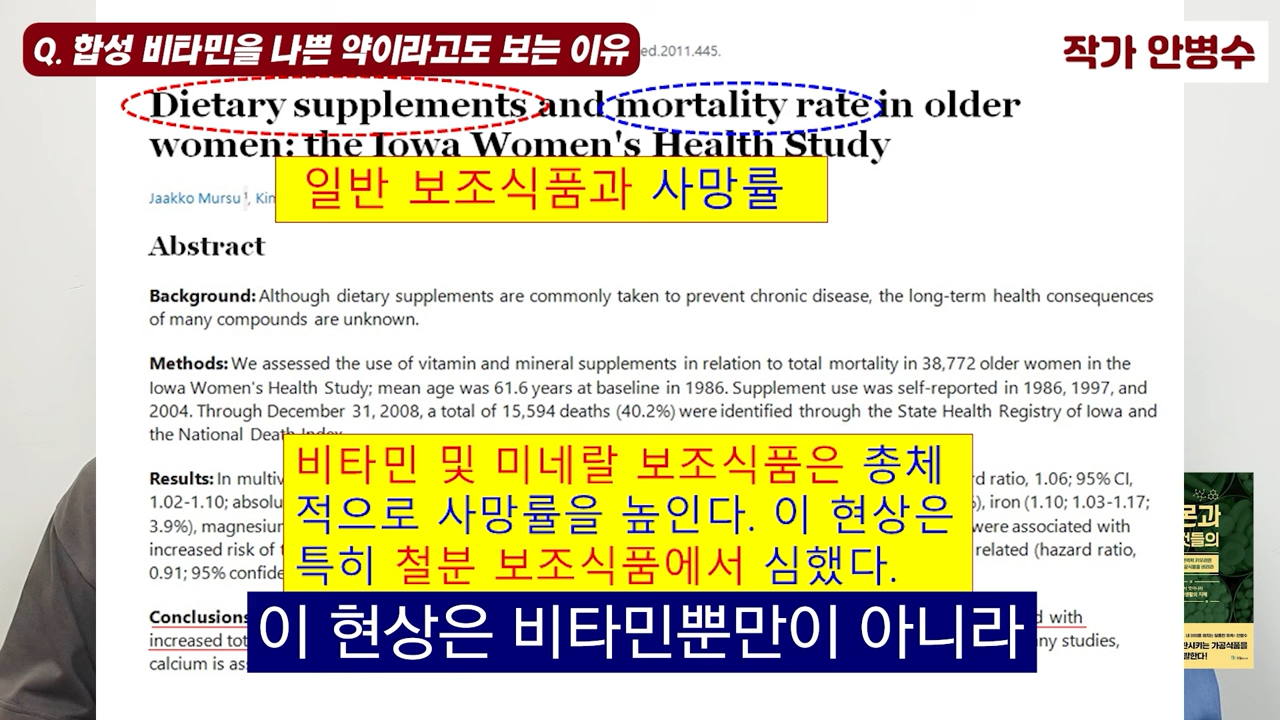 Q. 합성 비타민을 나쁜 약이라고도 보는 이유
ed.2011.445.
작가 안병수
Dietary supplements and mortality rate in older
women: the Iowa Women's Health Study
일반 보조식품과 사망률
Jaakko Mursu 1, Kim
Abstract
Background: Although dietary supplements are commonly taken to prevent chronic disease, the long-term health consequences
of many compounds are unknown.
Methods: We assessed the use of vitamin and mineral supplements in relation to total mortality in 38,772 older women in the
Iowa Women's Health Study; mean age was 61.6 years at baseline in 1986. Supplement use was self-reported in 1986, 1997, and
2004. Through December 31, 2008, a total of 15,594 deaths (40.2%) were identified through the State Health Registry of Iowa and
the National Death Index.
비타민 및 미네랄 보조식품은 총체
적으로 사망률을 높인다. 이 현상은
특히 철분 보조식품에서 심했다.
Results: In multiv rd ratio, 1.06; 95% CI,
1.02-1.10; absolu ), iron (1.10; 1.03-1.17;
3.9%), magnesium were associated with
increased risk of t related (hazard ratio,
0.91; 95% confide
Conclusions d with
increased tot ny studies,
calcium is as
이 현상은 비타민뿐만이 아니라
몬과
것들의